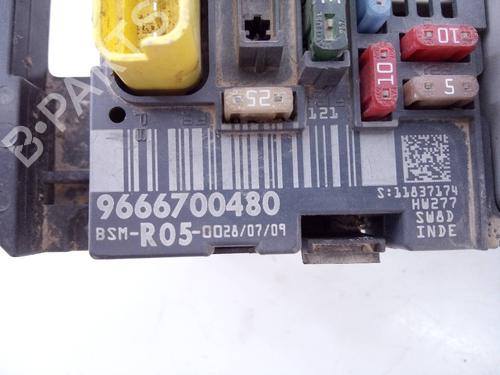 10
10
5
25
121
B-PARTS
9666700480
BSM-R05-0028/07/09
S:11837174
HW277
SW8D
INDE